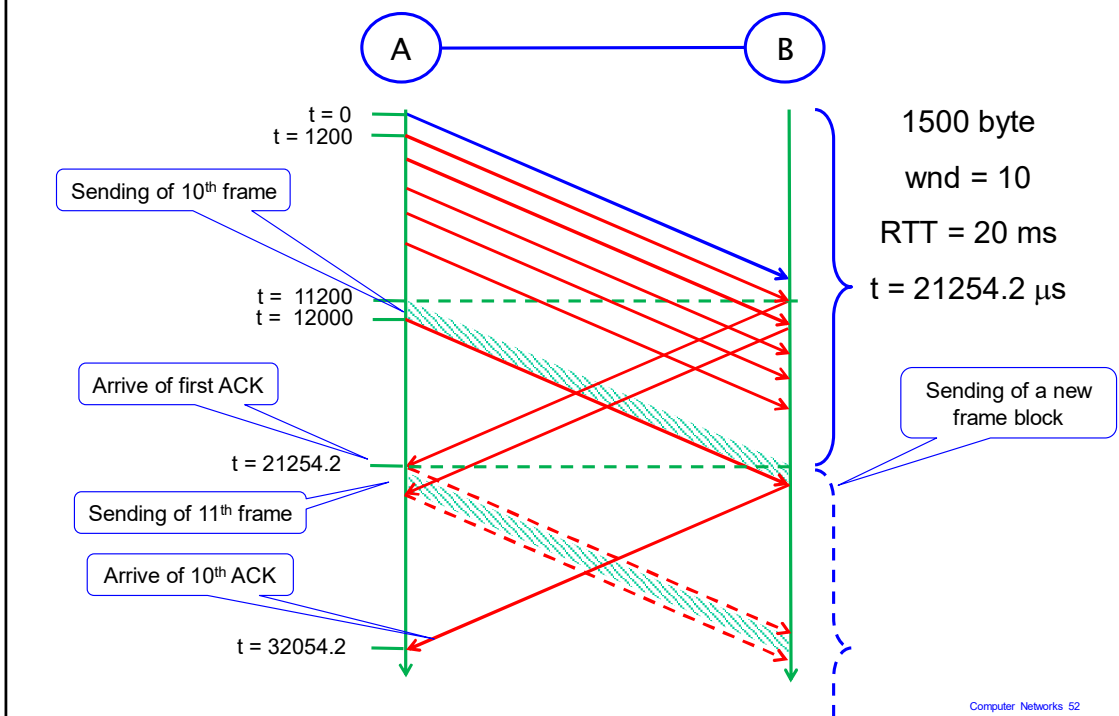 A
B
t = 0
t = 1200
1500 byte
wnd = 10
RTT = 20 ms
t = 21254.2 μs
Sending of 10th frame
t = 11200
t = 12000
Arrive of first ACK
Sending of a new
frame block
t = 21254.2
Sending of 11th frame
Arrive of 10th ACK
t = 32054.2
Computer Networks 52